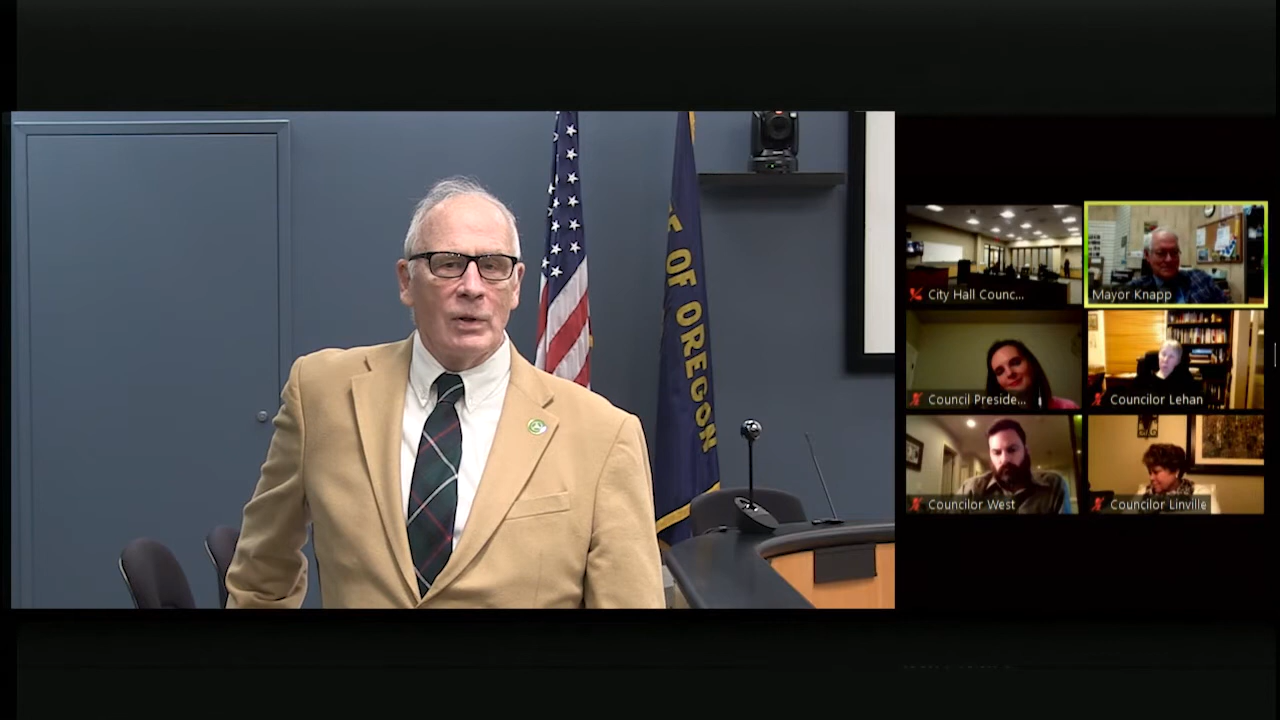 F OF OREGON
City Hall Counc...
Mayor Knapp
Council Preside...
Councilor Lehan
Councilor West
Councilor Linville